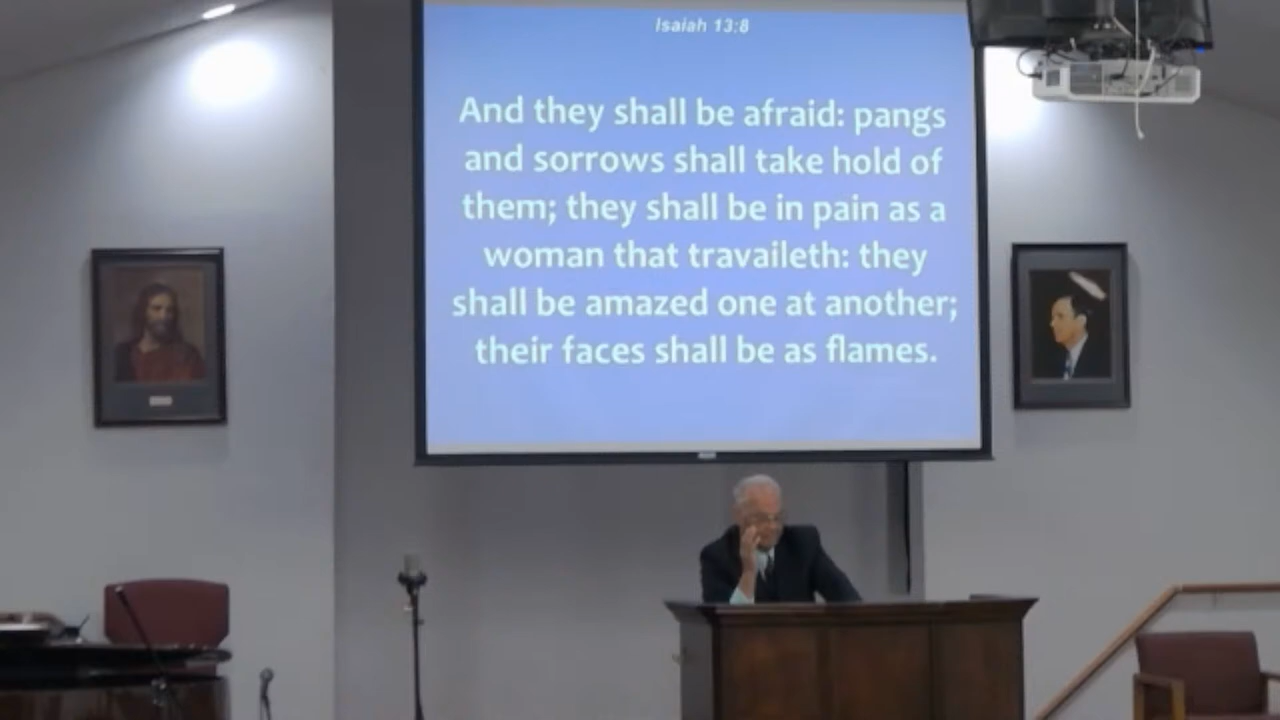 Isaiah 13:8
And they shall be afraid: pangs
and sorrows shall take hold of
them; they shall be in pain as a
woman that travaileth: they
shall be amazed one at another;
their faces shall be as flames.